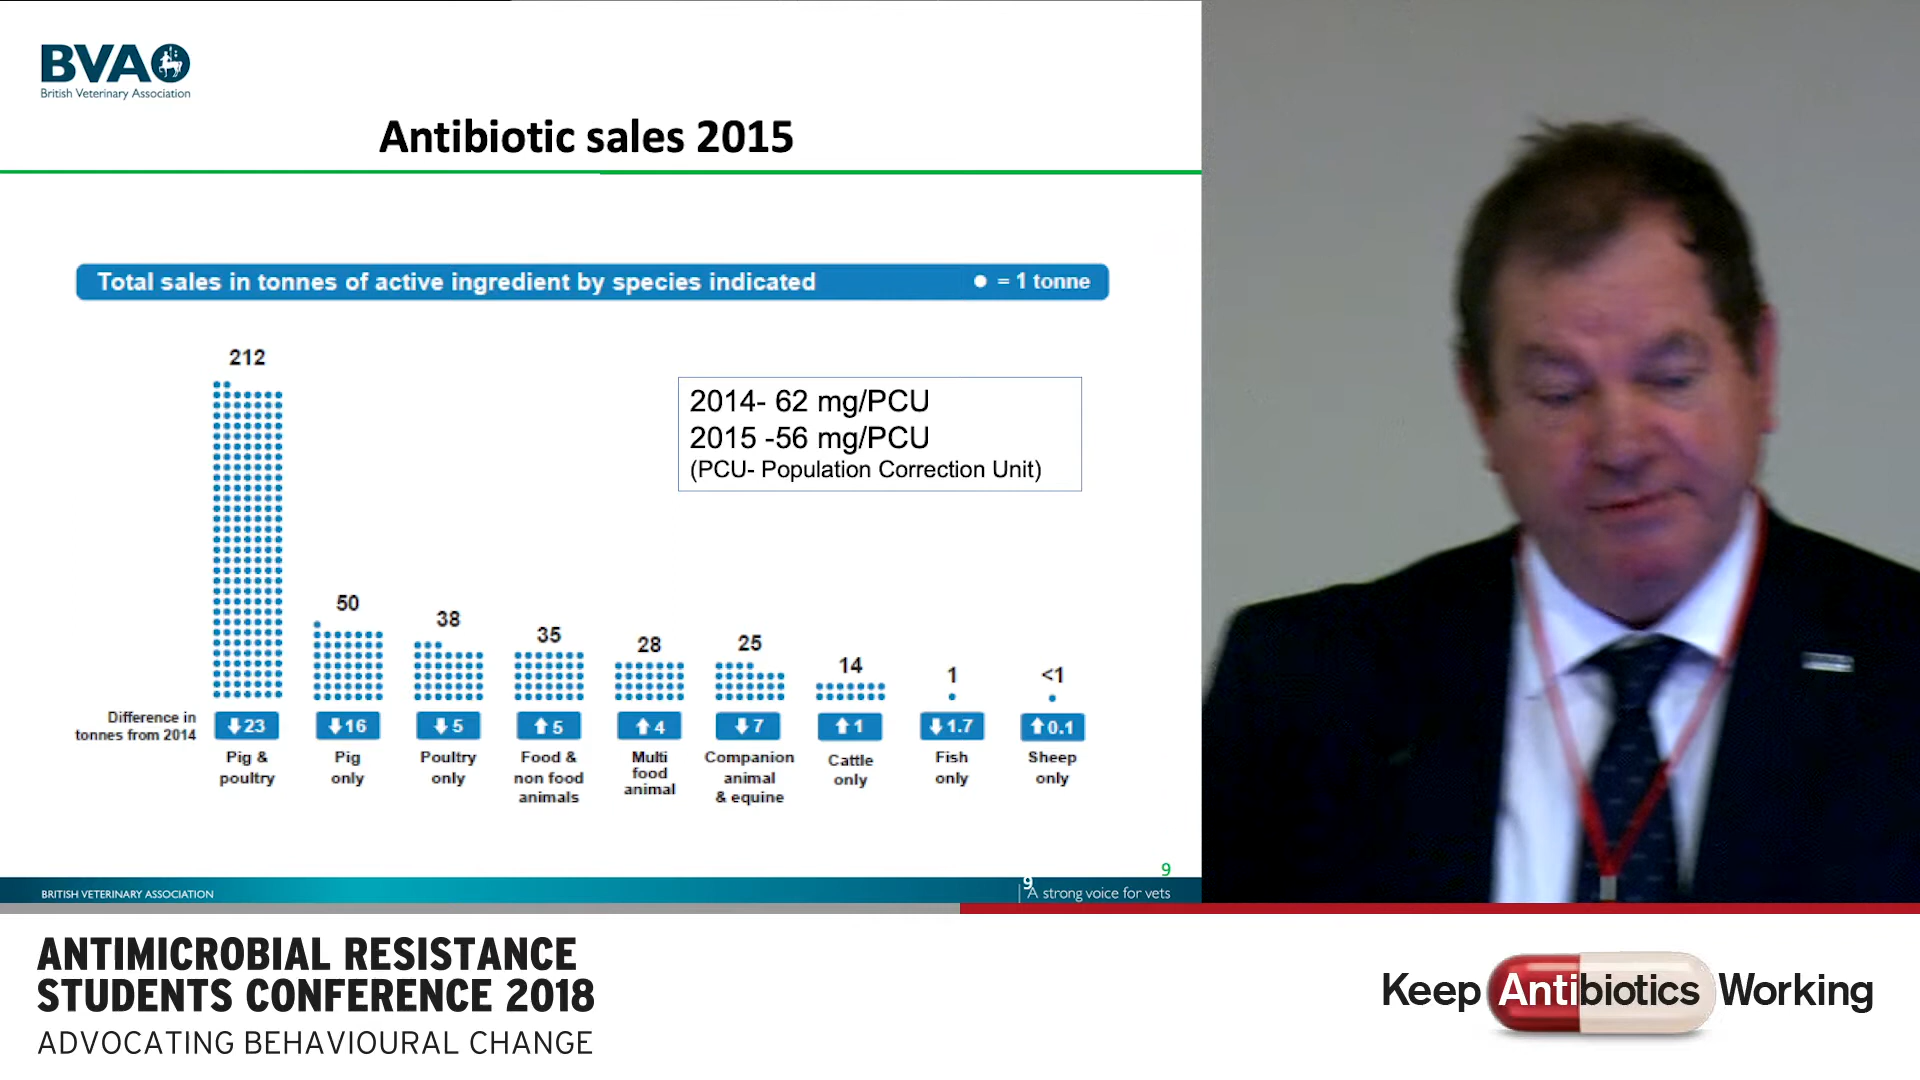 BVA
British Veterinary Association
Antibiotic sales 2015
Total sales in tonnes of active ingredient by species indicated
= 1 tonne
212
50
38
35
28
25
14
1
<1
2014- 62 mg/PCU
2015 -56 mg/PCU
(PCU- Population Correction Unit)
Difference in
tonnes from 2014
↓23
↓16
↓5
↑5
↑4
↓7
↑1
↓1.7
↑0.1
Pig &
poultry
Pig
only
Poultry
only
Food &
non food
animals
Multi
food
animal
Companion
animal
& equine
Cattle
only
Fish
only
Sheep
only
9
BRITISH VETERINARY ASSOCIATION
9
A strong voice for vets
ANTIMICROBIAL RESISTANCE
STUDENTS CONFERENCE 2018
ADVOCATING BEHAVIOURAL CHANGE
Keep Antibiotics Working